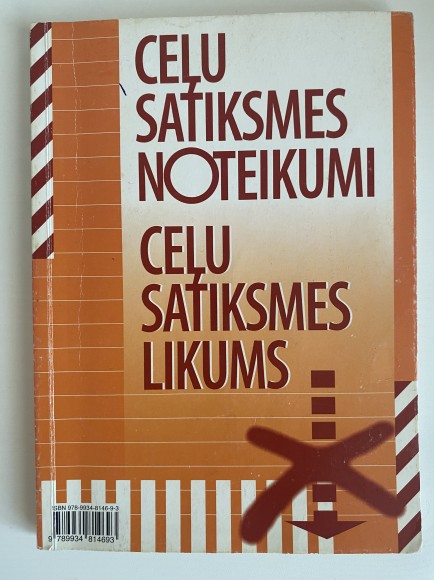 CEĻU
SATIKSMES
NOTEIKUMI
CEĻU
SATIKSMES
LIKUMS
ISBN 978-9934-8146-9-3
9 789934 814693